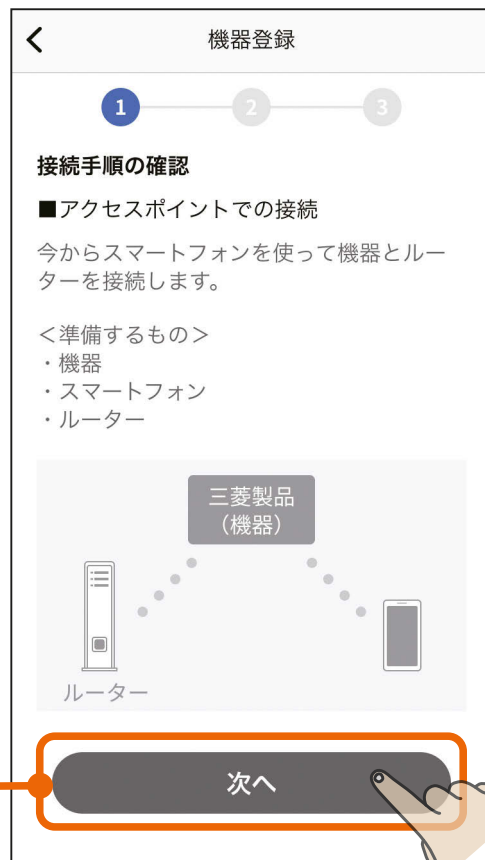 機器登録
1 2 3
接続手順の確認
■アクセスポイントでの接続
今からスマートフォンを使って機器とルー
ターを接続します。
＜準備するもの＞
・機器
・スマートフォン
・ルーター
三菱製品
（機器）
ルーター
次へ